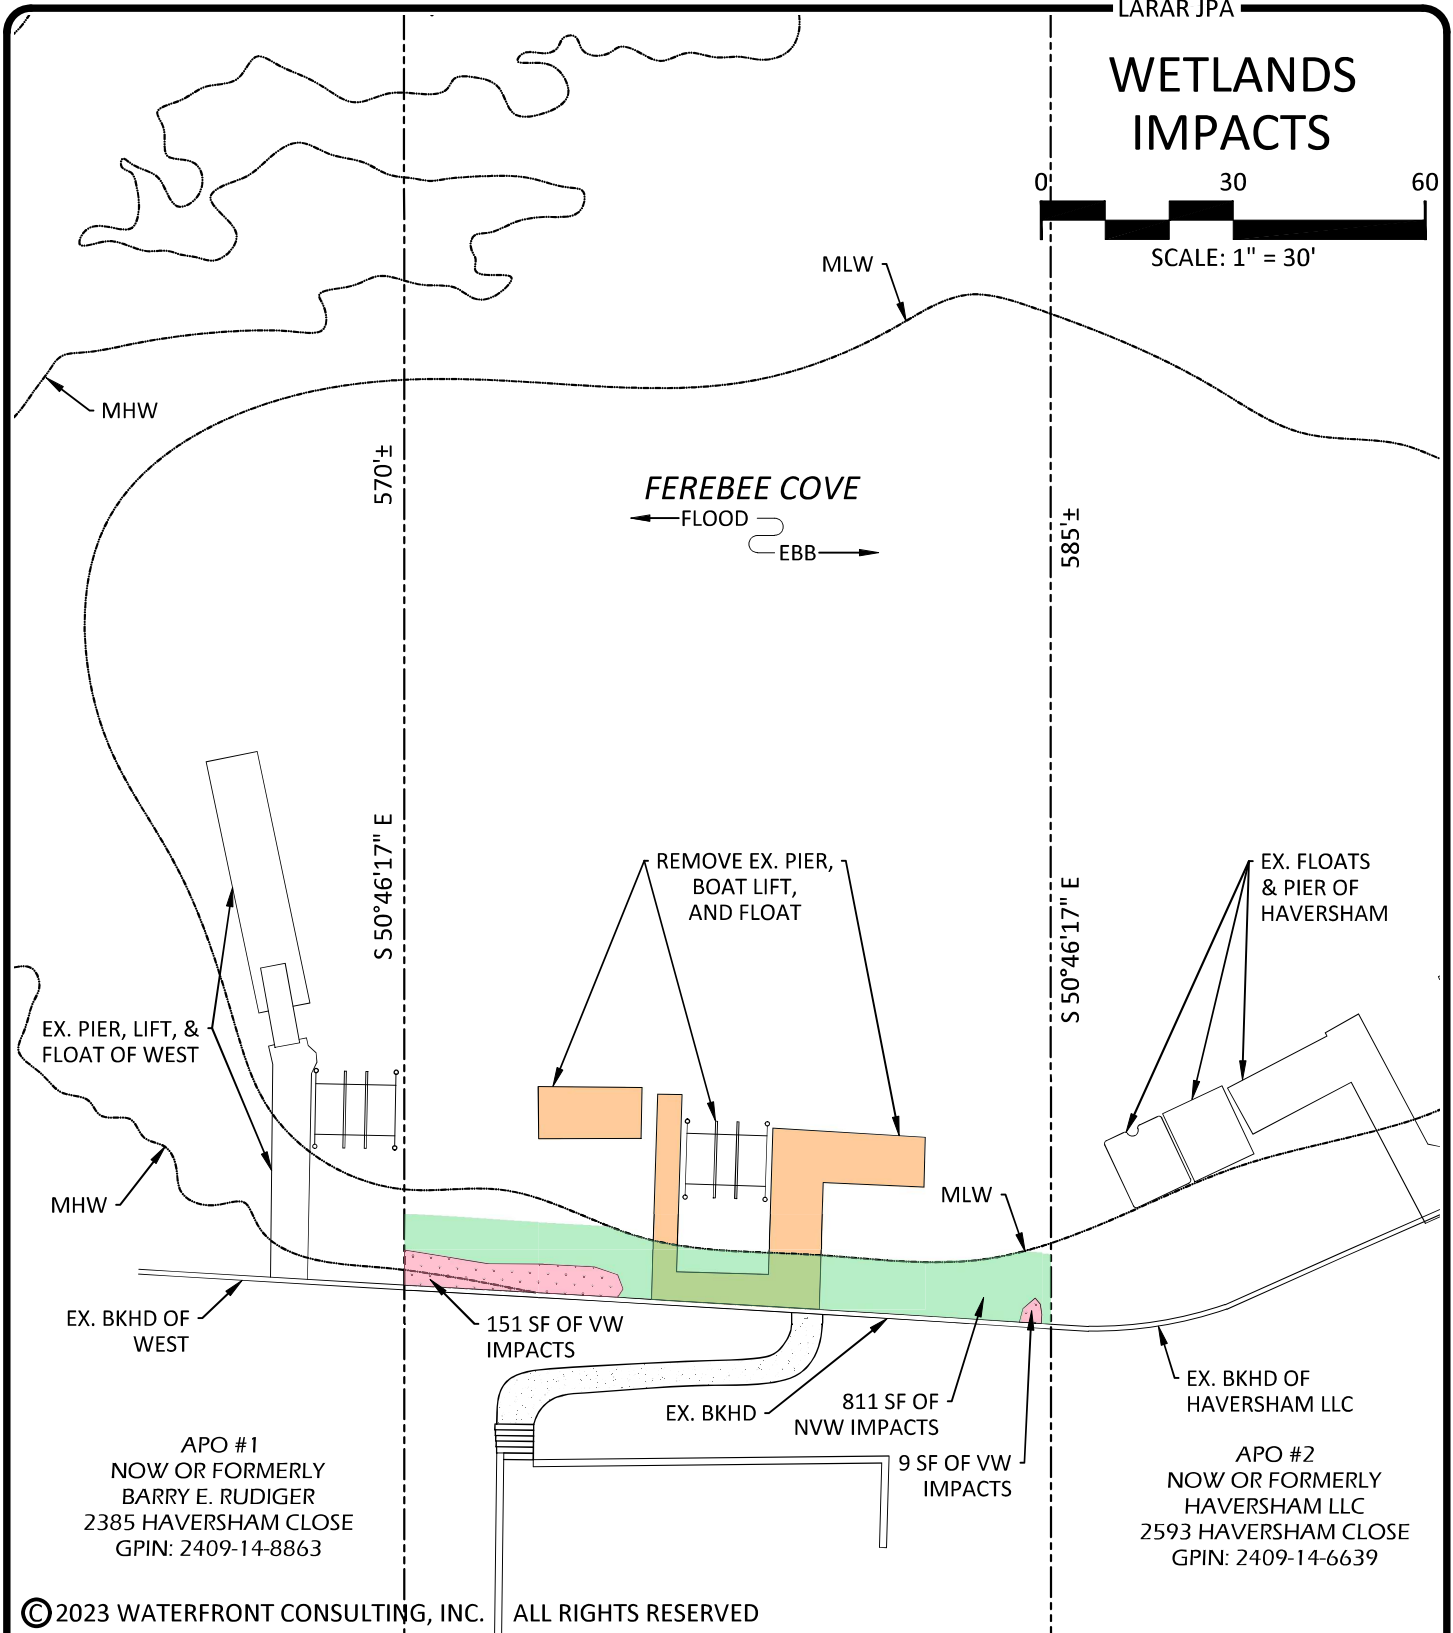 LARAR JPA
WETLANDS
IMPACTS
0 30 60
SCALE: 1" = 30'
MLW
MHW
570'±
FEREBEE COVE
FLOOD
EBB
585'±
S 50°46'17" E
REMOVE EX. PIER,
BOAT LIFT,
AND FLOAT
S 50°46'17" E
EX. FLOATS
& PIER OF
HAVERSHAM
EX. PIER, LIFT, &
FLOAT OF WEST
MHW
MLW
EX. BKHD OF
WEST
151 SF OF VW
IMPACTS
EX. BKHD
811 SF OF
NVW IMPACTS
9 SF OF VW
IMPACTS
EX. BKHD OF
HAVERSHAM LLC
APO #1
NOW OR FORMERLY
BARRY E. RUDIGER
2385 HAVERSHAM CLOSE
GPIN: 2409-14-8863
APO #2
NOW OR FORMERLY
HAVERSHAM LLC
2593 HAVERSHAM CLOSE
GPIN: 2409-14-6639
© 2023 WATERFRONT CONSULTING, INC. ALL RIGHTS RESERVED